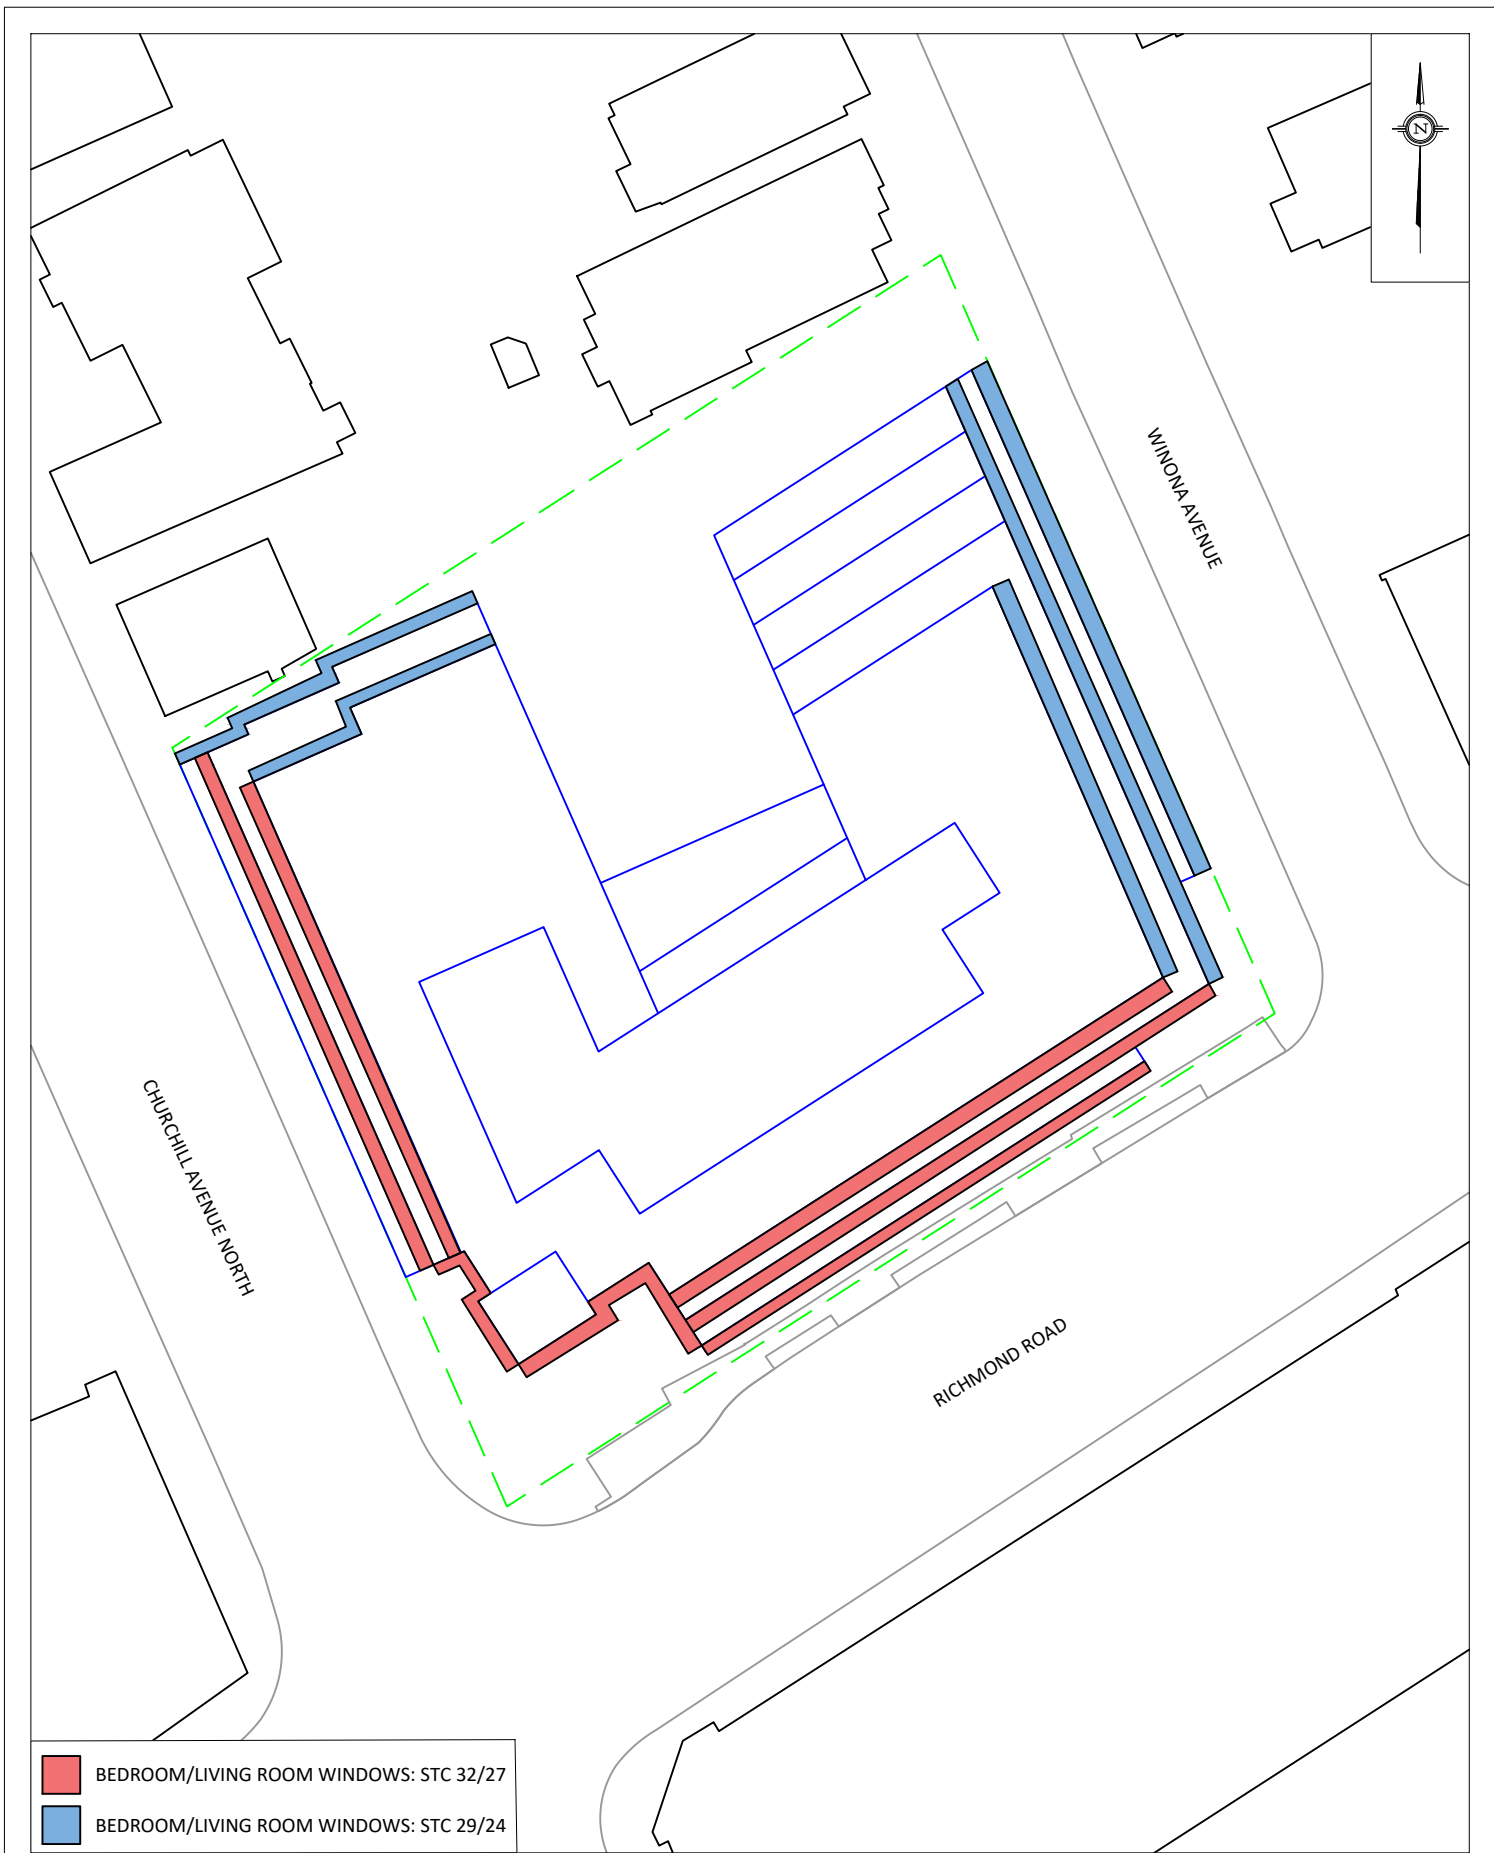 N
WINONA AVENUE
CHURCHILL AVENUE NORTH
RICHMOND ROAD
BEDROOM/LIVING ROOM WINDOWS: STC 32/27
BEDROOM/LIVING ROOM WINDOWS: STC 29/24